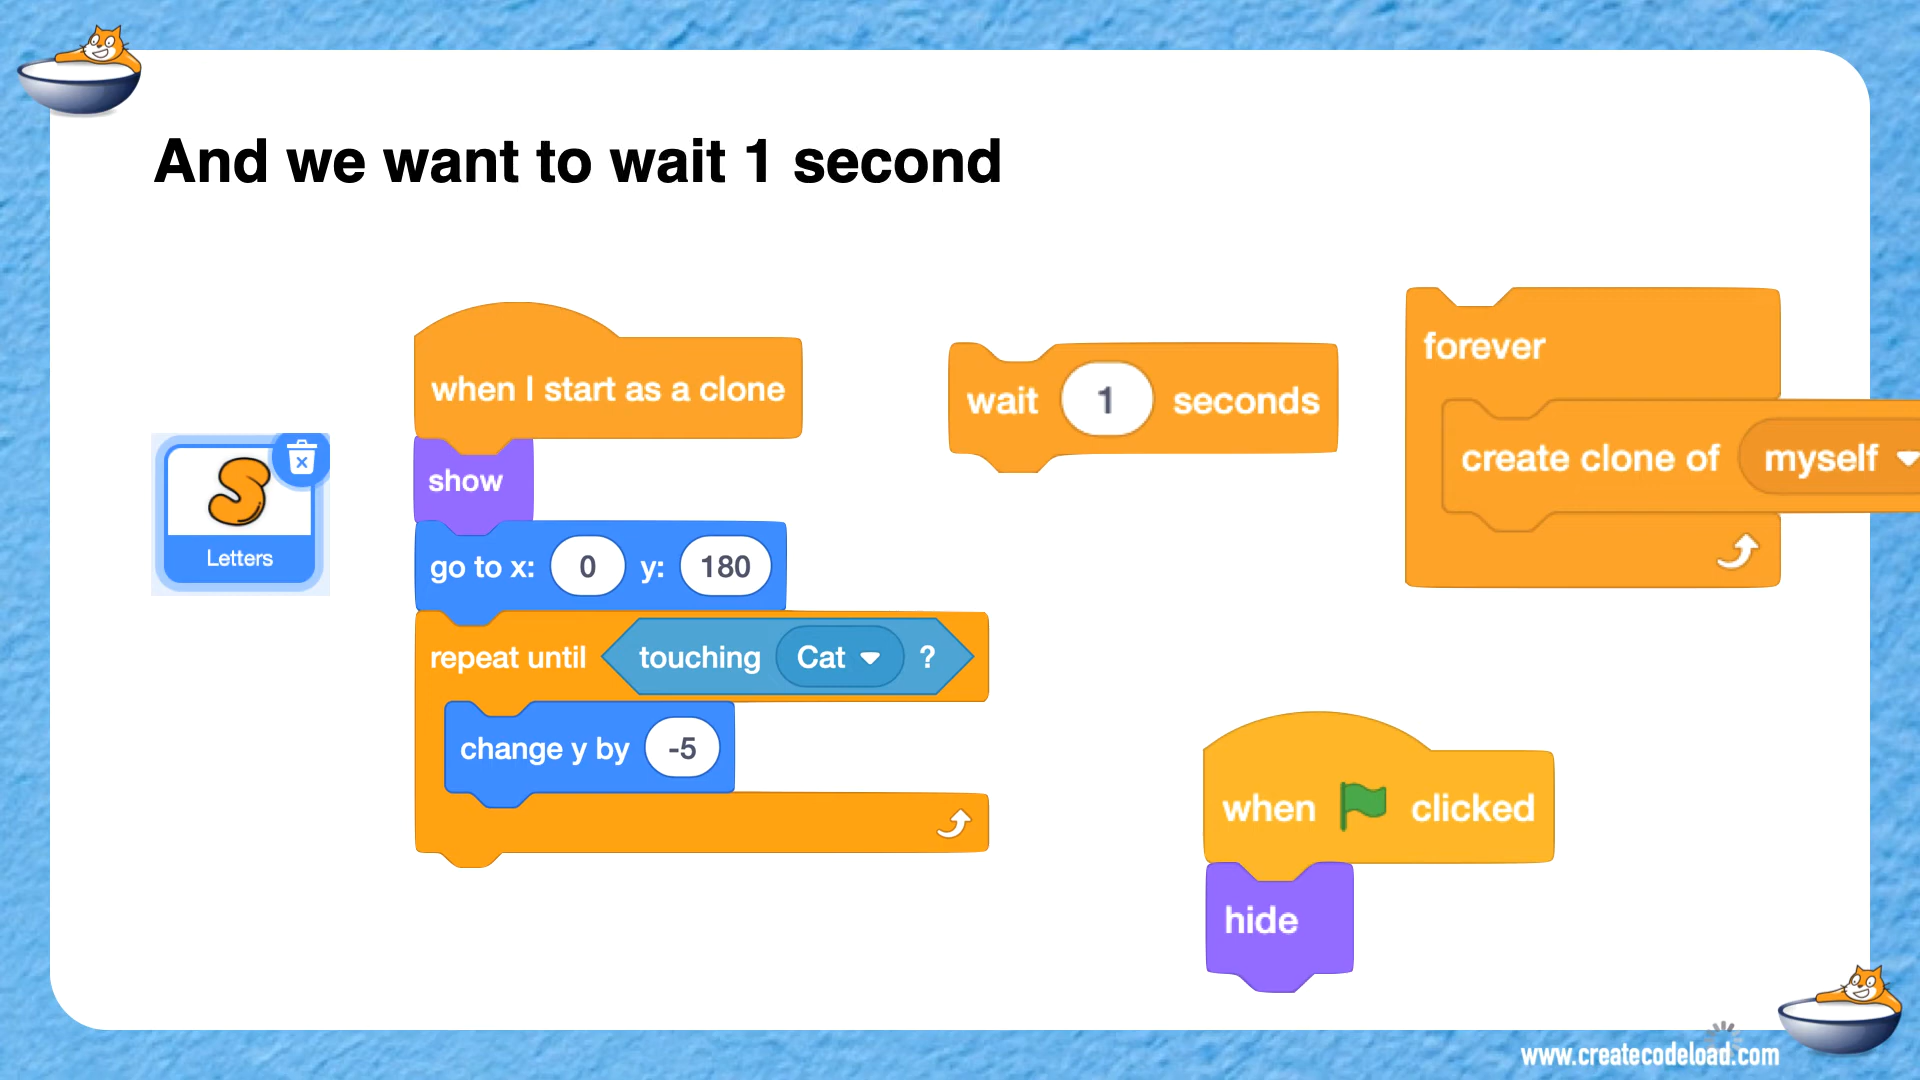 And we want to wait 1 second
when I start as a clone
show
go to x: 0 y: 180
repeat until touching Cat ?
change y by -5
wait 1 seconds
forever
create clone of myself
when clicked
hide
S
Letters
www.createcodeload.com